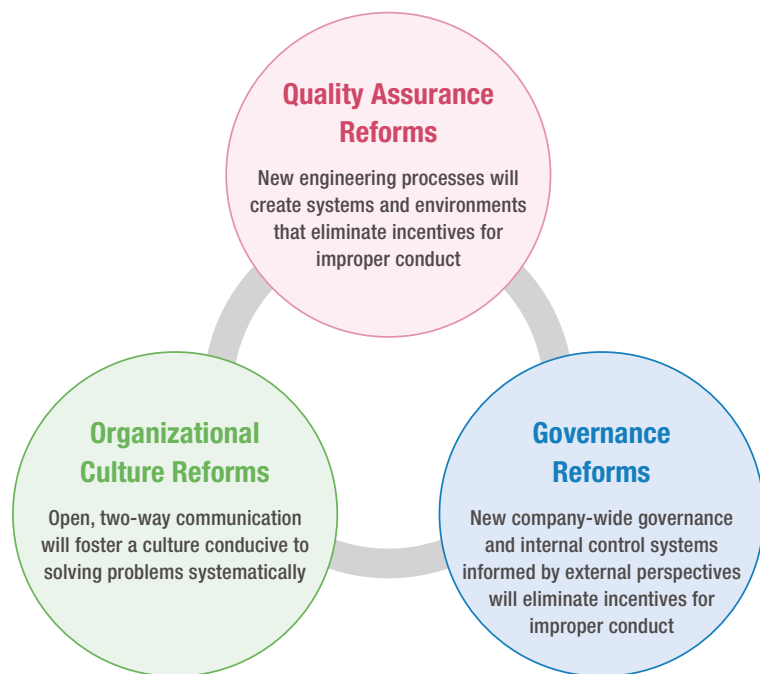 Quality Assurance
Reforms
New engineering processes will
create systems and environments
that eliminate incentives for
improper conduct
Organizational
Culture Reforms
Open, two-way communication
will foster a culture conducive to
solving problems systematically
Governance
Reforms
New company-wide governance
and internal control systems
informed by external perspectives
will eliminate incentives for
improper conduct